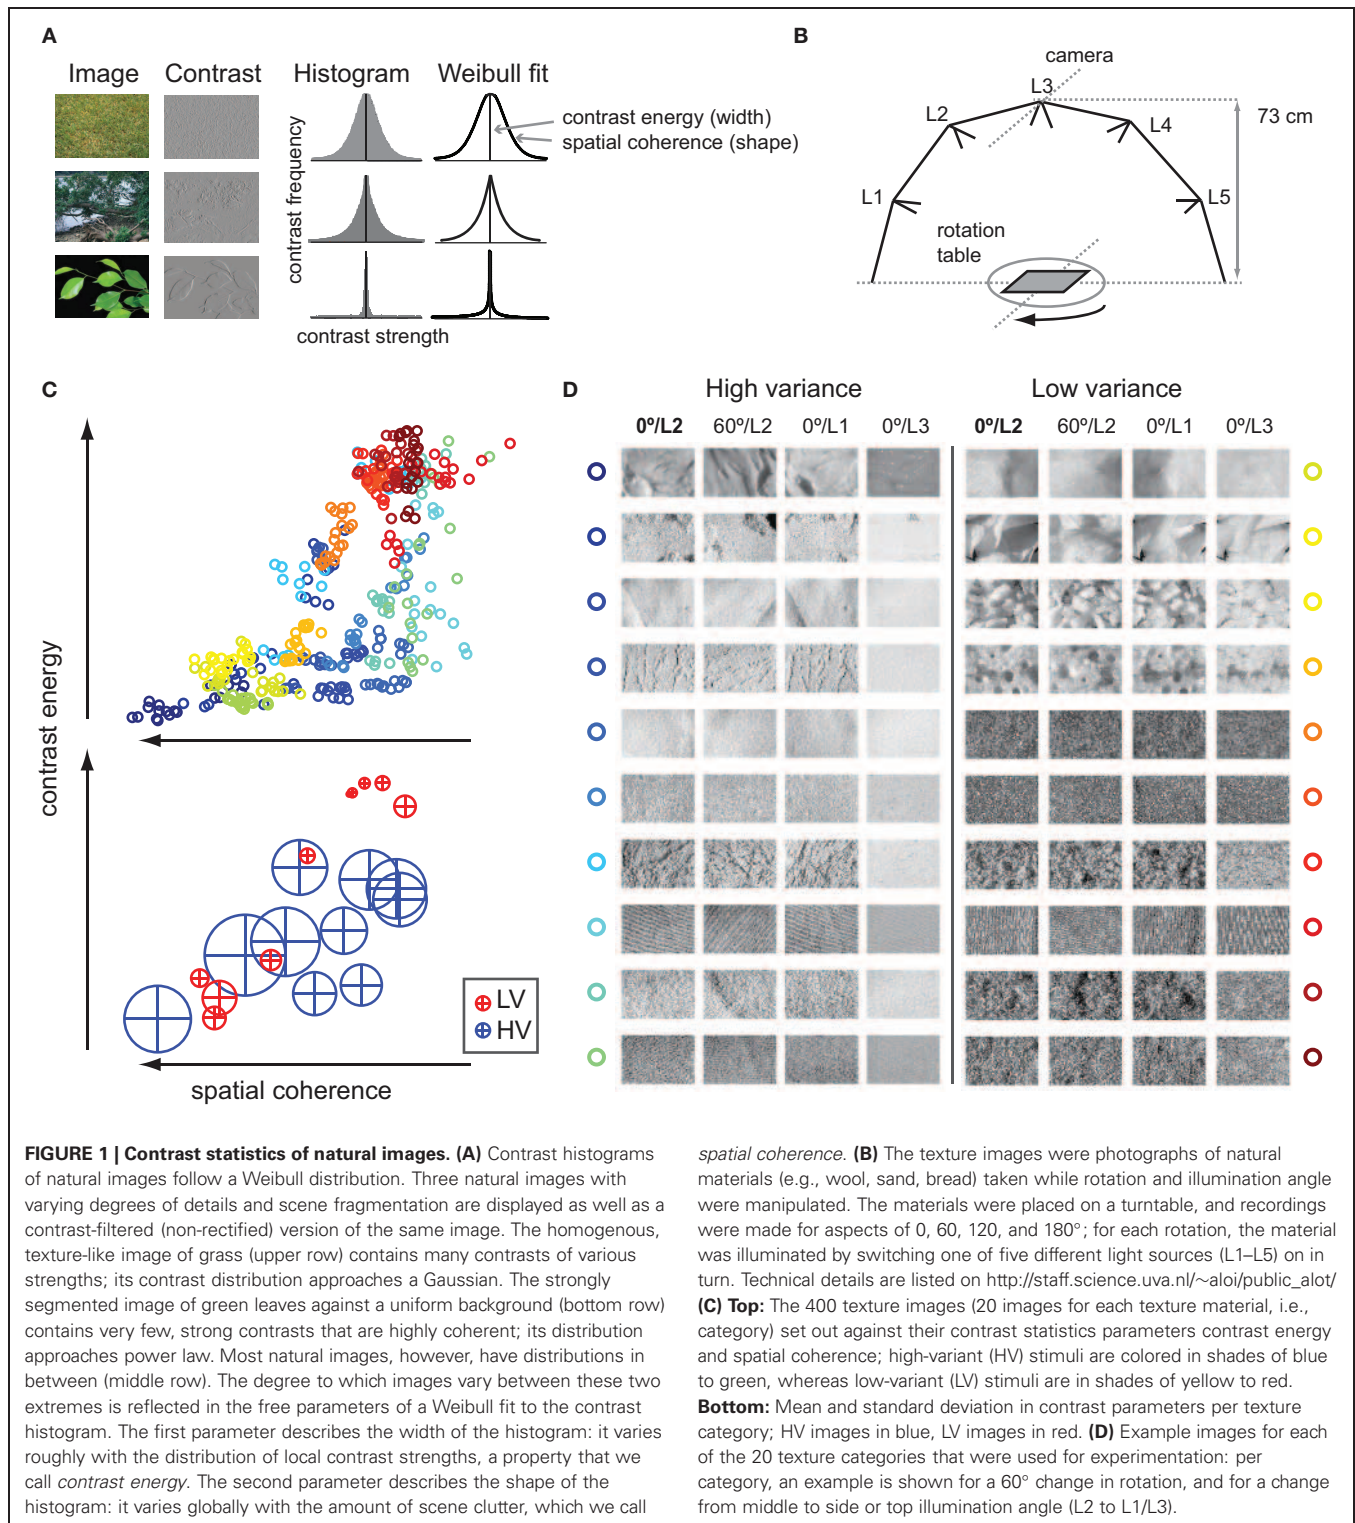 A
Image
Contrast
Histogram
Weibull fit
contrast frequency
contrast strength
contrast energy (width)
spatial coherence (shape)
B
camera
L1
L2
L3
L4
L5
73 cm
rotation
table
C
contrast energy
spatial coherence
LV
HV
D
High variance
Low variance
0º/L2 60º/L2 0º/L1 0º/L3
0º/L2 60º/L2 0º/L1 0º/L3
FIGURE 1 | Contrast statistics of natural images. (A) Contrast histograms
of natural images follow a Weibull distribution. Three natural images with
varying degrees of details and scene fragmentation are displayed as well as a
contrast-filtered (non-rectified) version of the same image. The homogenous,
texture-like image of grass (upper row) contains many contrasts of various
strengths; its contrast distribution approaches a Gaussian. The strongly
segmented image of green leaves against a uniform background (bottom row)
contains very few, strong contrasts that are highly coherent; its distribution
approaches power law. Most natural images, however, have distributions in
between (middle row). The degree to which images vary between these two
extremes is reflected in the free parameters of a Weibull fit to the contrast
histogram. The first parameter describes the width of the histogram: it varies
roughly with the distribution of local contrast strengths, a property that we
call contrast energy. The second parameter describes the shape of the
histogram: it varies globally with the amount of scene clutter, which we call
spatial coherence. (B) The texture images were photographs of natural
materials (e.g., wool, sand, bread) taken while rotation and illumination angle
were manipulated. The materials were placed on a turntable, and recordings
were made for aspects of 0, 60, 120, and 180°; for each rotation, the material
was illuminated by switching one of five different light sources (L1–L5) on in
turn. Technical details are listed on http://staff.science.uva.nl/∼aloi/public_alot/
(C) Top: The 400 texture images (20 images for each texture material, i.e.,
category) set out against their contrast statistics parameters contrast energy
and spatial coherence; high-variant (HV) stimuli are colored in shades of blue
to green, whereas low-variant (LV) stimuli are in shades of yellow to red.
Bottom: Mean and standard deviation in contrast parameters per texture
category; HV images in blue, LV images in red. (D) Example images for each
of the 20 texture categories that were used for experimentation: per
category, an example is shown for a 60° change in rotation, and for a change
from middle to side or top illumination angle (L2 to L1/L3).